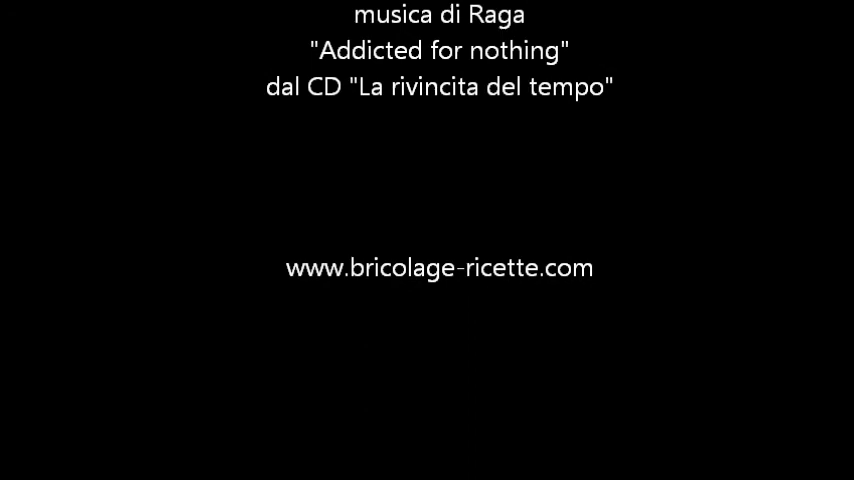 musica di Raga
"Addicted for nothing"
dal CD "La rivincita del tempo"
www.bricolage-ricette.com